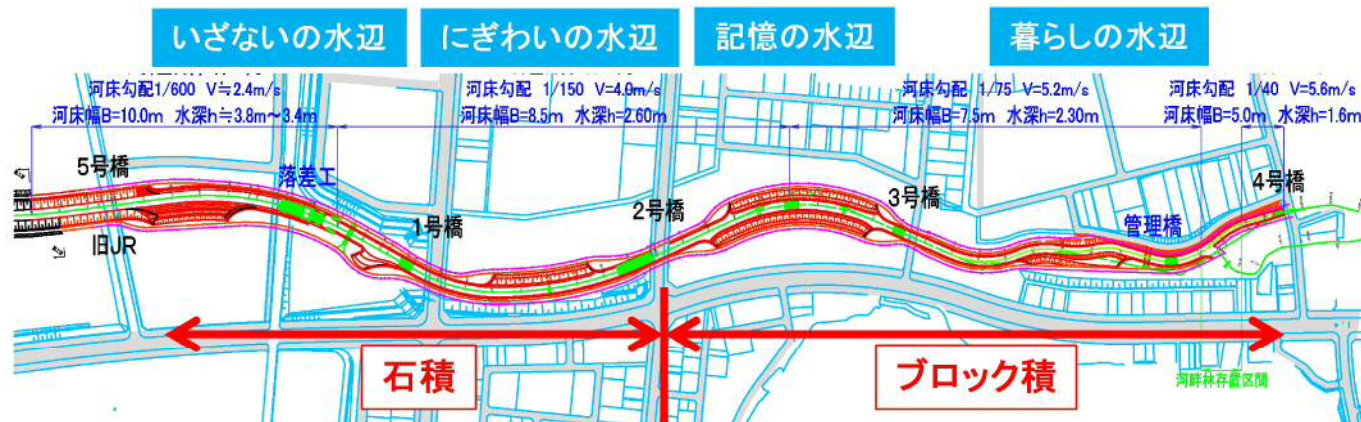 いざないの水辺
にぎわいの水辺
記憶の水辺
暮らしの水辺
河床勾配1/600 V≒2.4m/s
河床幅B=10.0m 水深h≒3.8m~3.4m
河床勾配 1/150 V=4.0m/s
河床幅B=8.5m 水深h=2.60m
河床勾配 1/75 V=5.2m/s
河床幅B=7.5m 水深h=2.30m
河床勾配 1/40 V=5.6m/s
河床幅B=5.0m 水深h=1.6m
5号橋
落差工
1号橋
2号橋
3号橋
管理橋
4号橋
旧JR
石積
ブロック積
河畔林存置区間